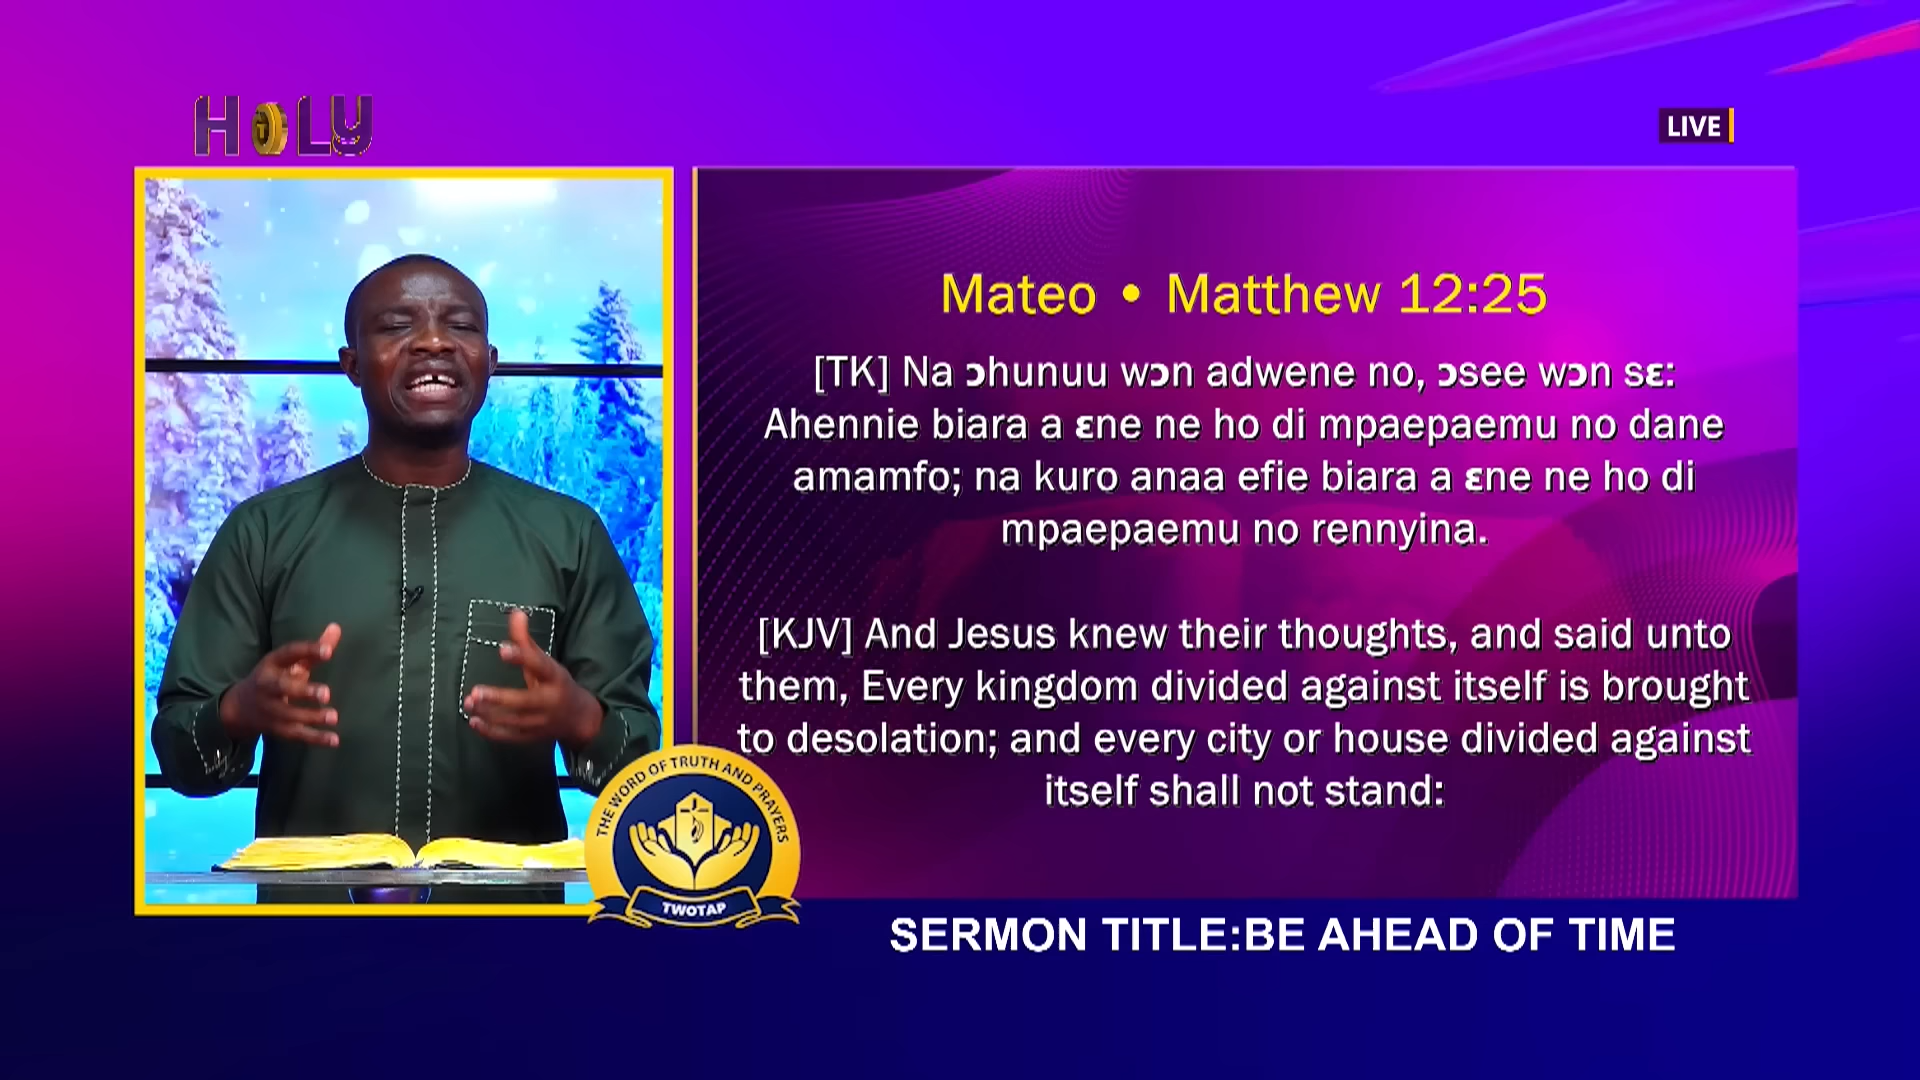 HOLY
LIVE
Mateo • Matthew 12:25
[TK] Na ɔhunuu wɔn adwene no, ɔsee wɔn sɛ:
Ahennie biara a ɛne ne ho di mpaepaemu no dane
amamfo; na kuro anaa efie biara a ɛne ne ho di
mpaepaemu no rennyina.
[KJV] And Jesus knew their thoughts, and said unto
them, Every kingdom divided against itself is brought
to desolation; and every city or house divided against
itself shall not stand:
THE WORD OF TRUTH AND PRAYERS
TWOTAP
SERMON TITLE:BE AHEAD OF TIME